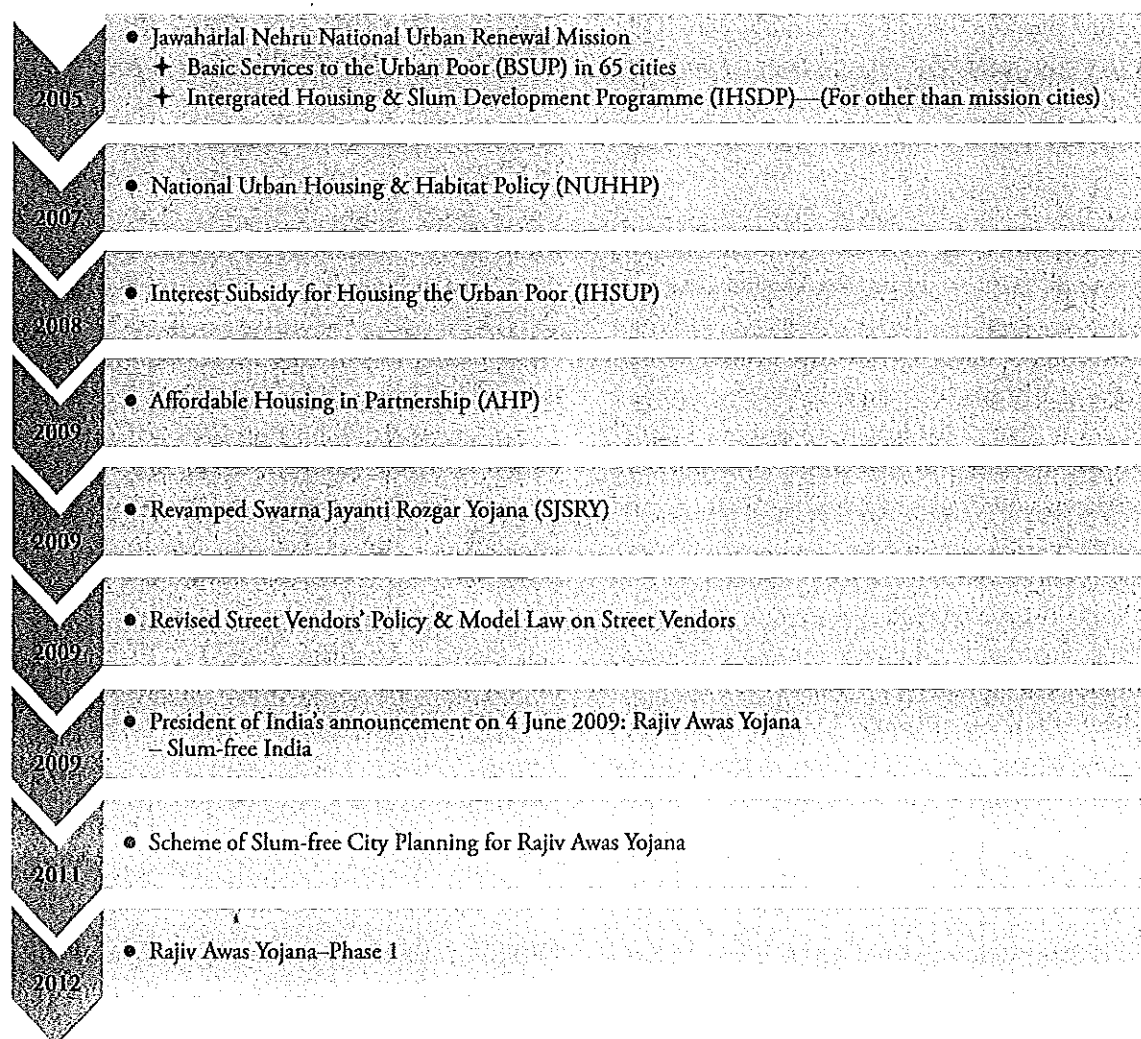 2005
• Jawaharlal Nehru National Urban Renewal Mission
+ Basic Services to the Urban Poor (BSUP) in 65 cities
+ Intergrated Housing & Slum Development Programme (IHSDP)—(For other than mission cities)
2007
• National Urban Housing & Habitat Policy (NUHHP)
2008
• Interest Subsidy for Housing the Urban Poor (IHSUP)
2009
• Affordable Housing in Partnership (AHP)
2009
• Revamped Swarna Jayanti Rozgar Yojana (SJSRY)
2009
• Revised Street Vendors' Policy & Model Law on Street Vendors
2009
• President of India's announcement on 4 June 2009: Rajiv Awas Yojana
– Slum-free India
2011
• Scheme of Slum-free City Planning for Rajiv Awas Yojana
2012
• Rajiv Awas Yojana–Phase 1